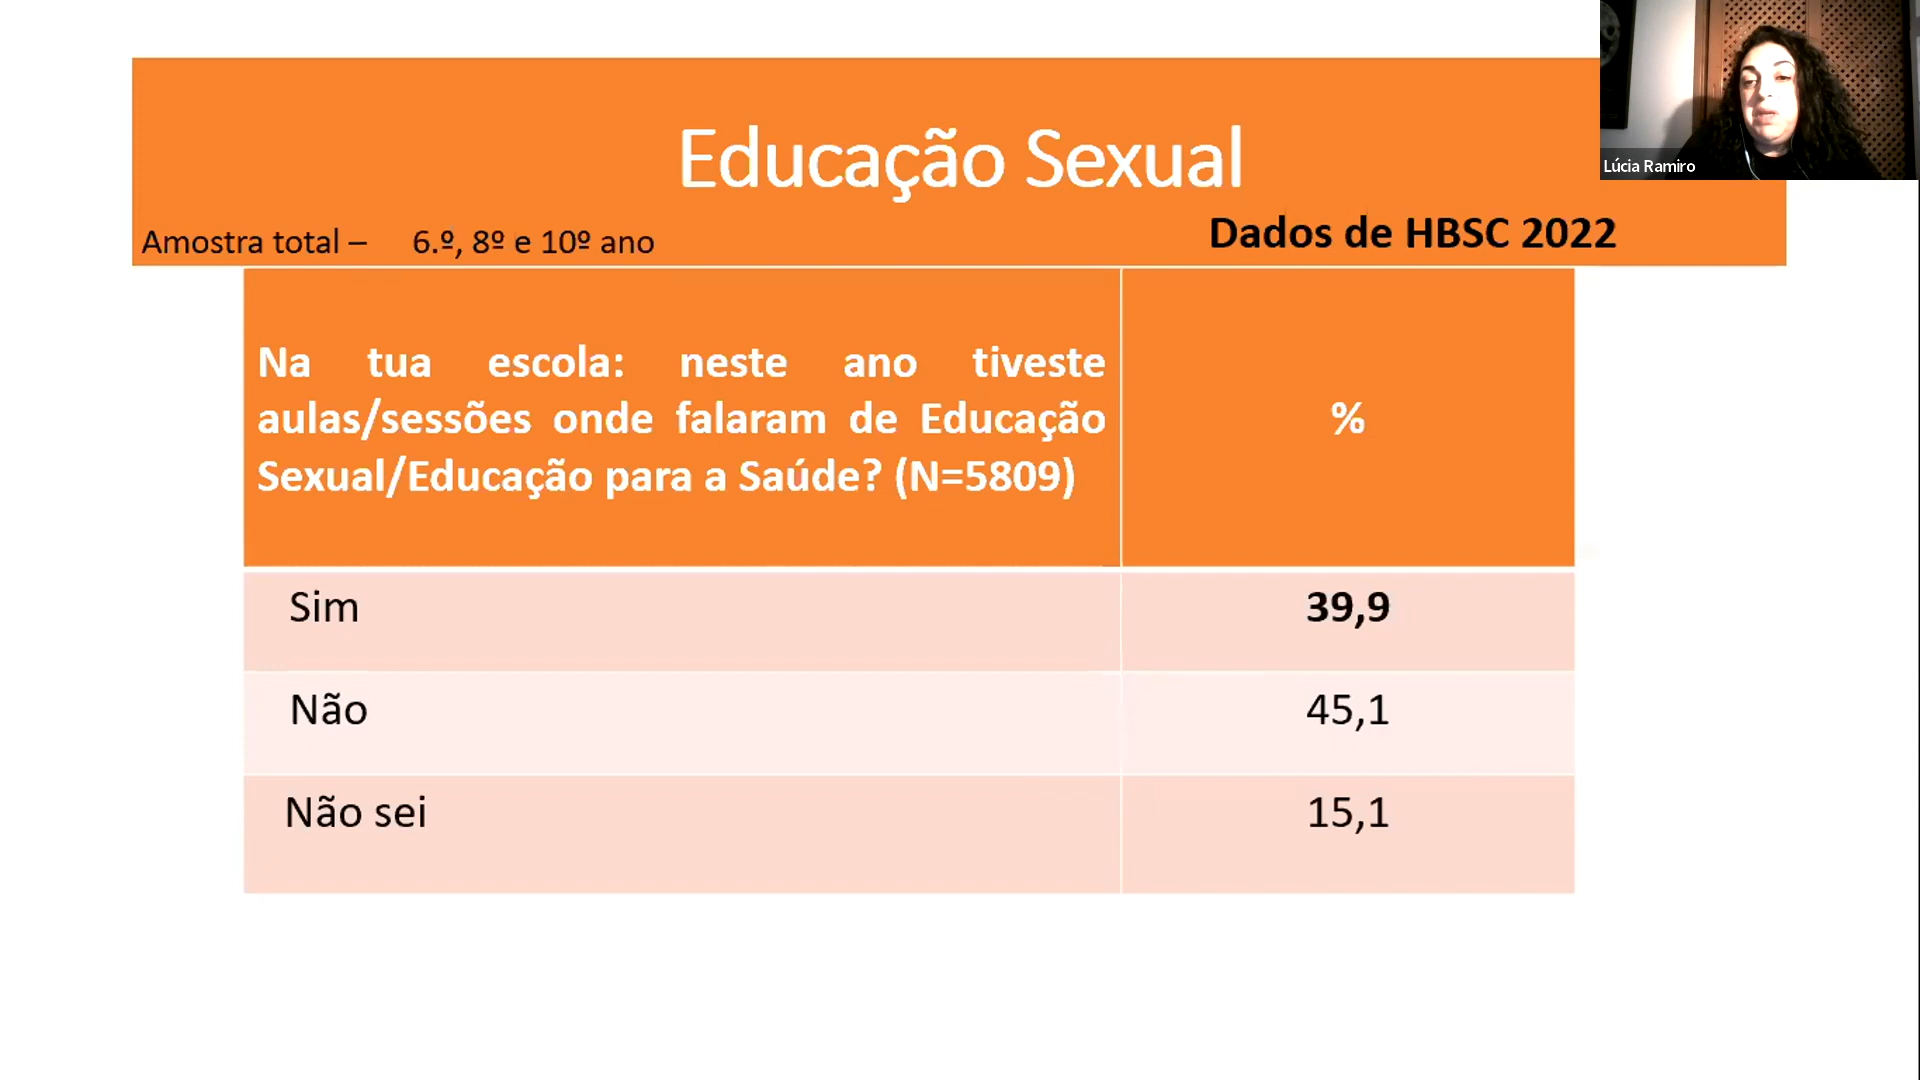 Educação Sexual
Lúcia Ramiro
Amostra total – 6.º, 8º e 10º ano
Dados de HBSC 2022
Na tua escola: neste ano tiveste
aulas/sessões onde falaram de Educação
Sexual/Educação para a Saúde? (N=5809)
%
Sim
39,9
Não
45,1
Não sei
15,1